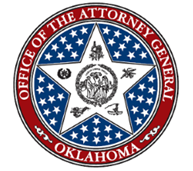 OFFICE OF THE ATTORNEY GENERAL
OKLAHOMA